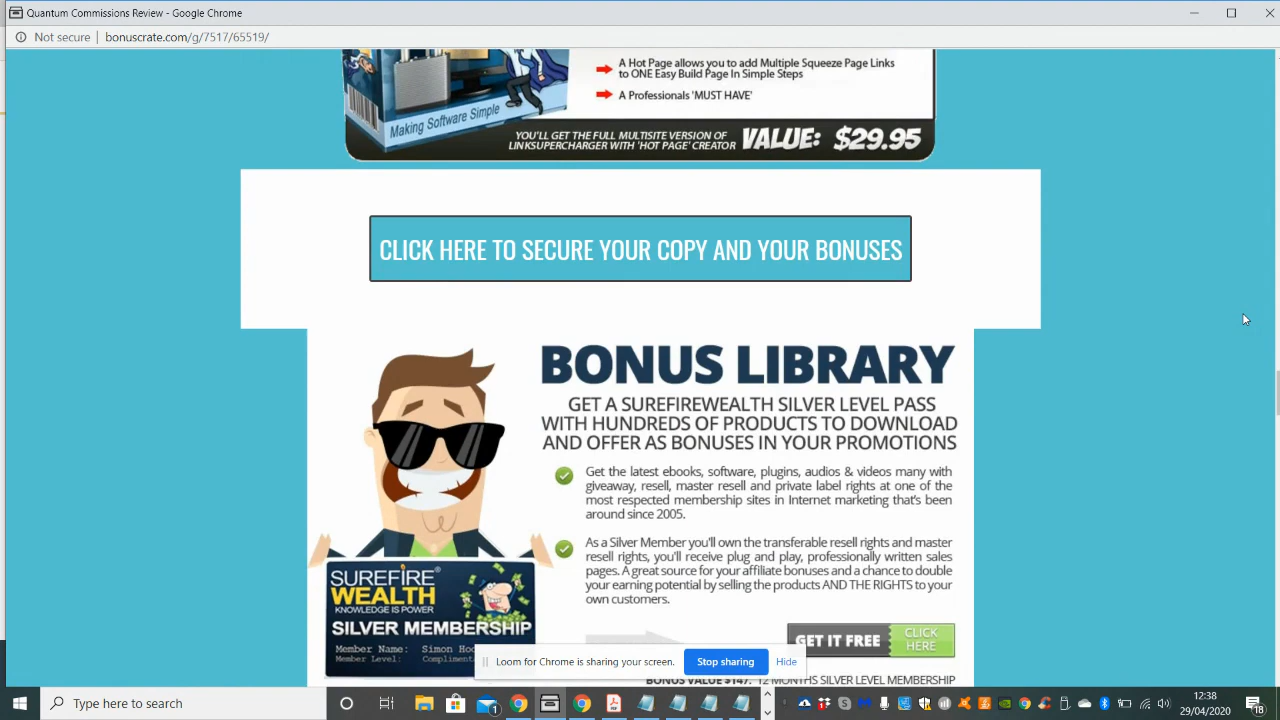 Quantum Commissions Review - Google Chrome
Not secure
bonuscrate.com/g/7517/65519/
A Hot Page allows you to add Multiple Squeeze Page Links
to ONE Easy Build Page In Simple Steps
A Professionals 'MUST HAVE'
Making Software Simple
YOU'LL GET THE FULL MULTISITE VERSION OF
LINKSUPERCHARGER WITH 'HOT PAGE' CREATOR
VALUE: $29.95
CLICK HERE TO SECURE YOUR COPY AND YOUR BONUSES
BONUS LIBRARY
GET A SUREFIREWEALTH SILVER LEVEL PASS
WITH HUNDREDS OF PRODUCTS TO DOWNLOAD
AND OFFER AS BONUSES IN YOUR PROMOTIONS
Get the latest ebooks, software, plugins, audios & videos many with
giveaway, resell, master resell and private label rights at one of the
most respected membership sites in Internet marketing that's been
around since 2005.
As a Silver Member you'll own the transferable resell rights and master
resell rights, you'll receive plug and play, professionally written sales
pages. A great source for your affiliate bonuses and a chance to double
your earning potential by selling the products AND THE RIGHTS to your
own customers.
SUREFIRE®
WEALTH
KNOWLEDGE IS POWER
SILVER MEMBERSHIP
Member Name: Simon
Member Level:
GET IT FREE
CLICK
HERE
BONUS VALUE $147. 12 MONTHS SILVER LEVEL MEMBERSHIP
Loom for Chrome is sharing your screen.
Stop sharing
Hide
Type here to search
12:38
29/04/2020
18